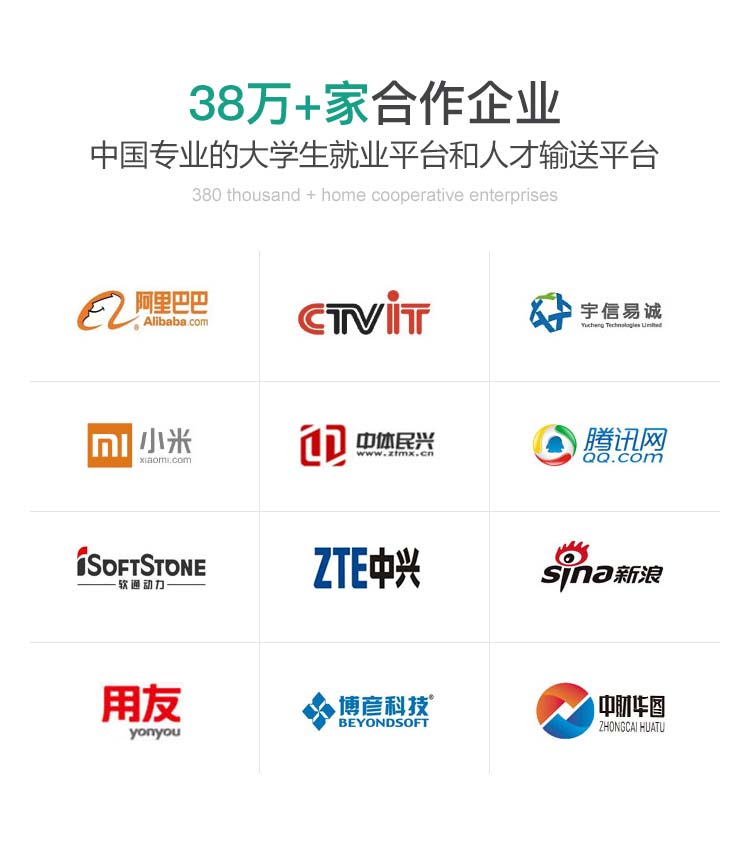 38万+家合作企业
中国专业的大学生就业平台和人才输送平台
380 thousand + home cooperative enterprises
阿里巴巴
Alibaba.com
CTViT
宇信易诚
Yucheng Technologies Limited
mi 小米
xiaomi.com
中体民兴
www.ztmx.cn
腾讯网
QQ.com
iSoftStone
软通动力
ZTE中兴
sina新浪
用友
yonyou
博彦科技®
BEYONDSOFT
中财华图
ZHONGCAI HUATU